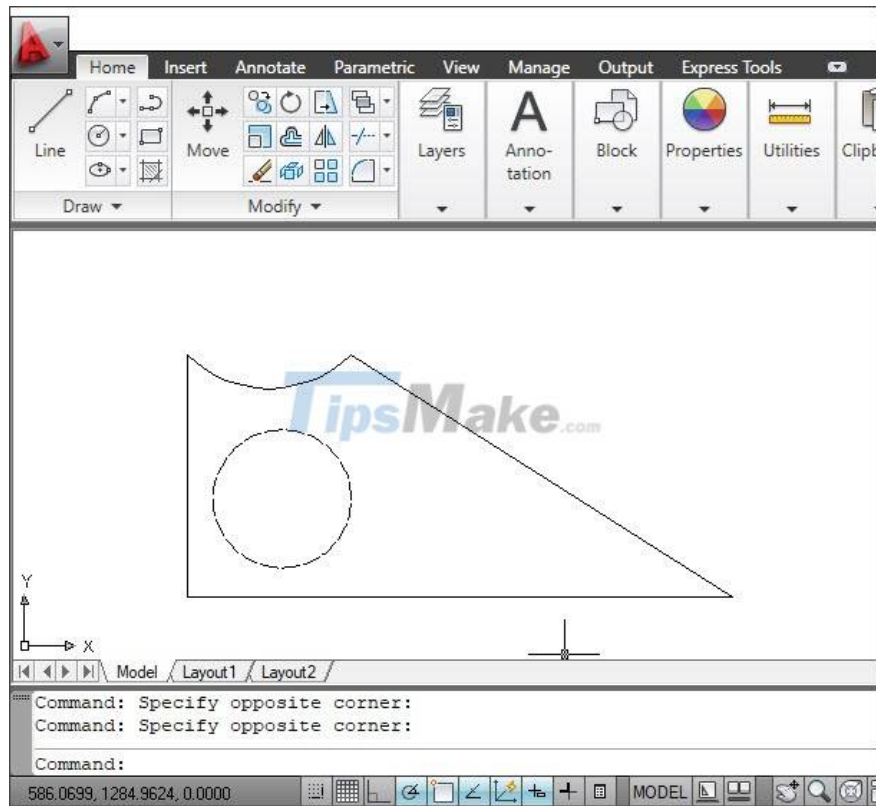 Home Insert Annotate Parametric View Manage Output Express Tools
Line
Move
Layers
Anno-
tation
Block
Properties
Utilities
Draw
Modify
TipsMake.com
Y
X
Model Layout1 Layout2
Command: Specify opposite corner:
Command: Specify opposite corner:
Command:
586.0699, 1284.9624, 0.0000 MODEL